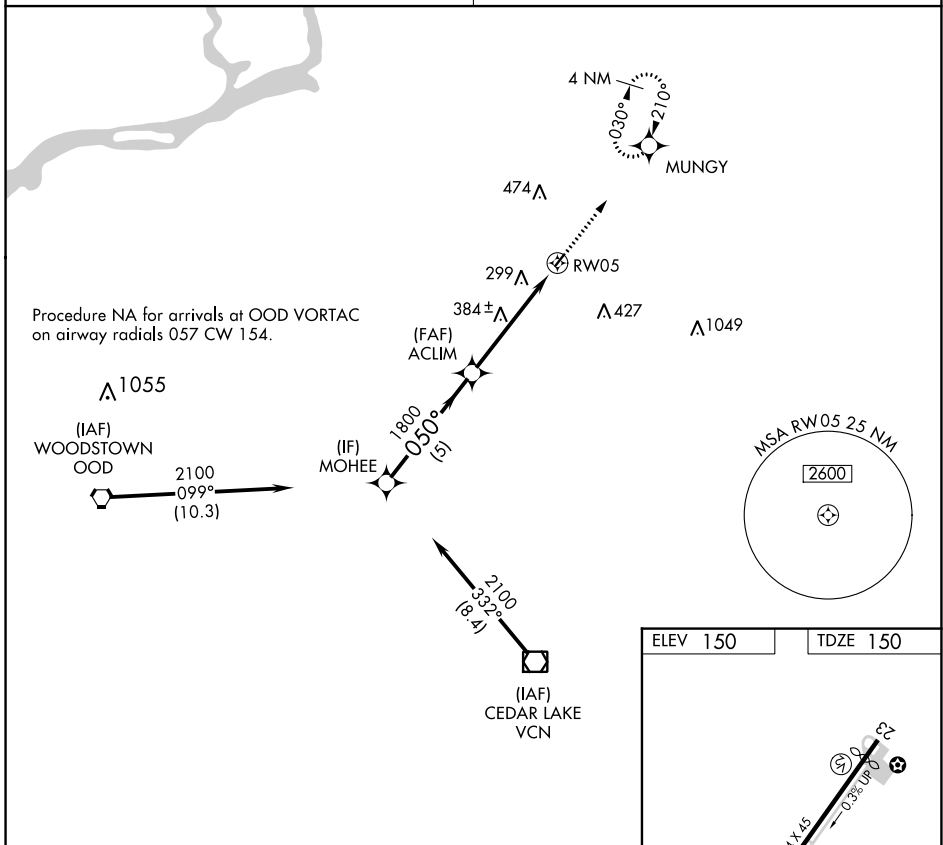 4 NM
030°
210°
MUNGY
474
RW05
299
384±
427
1049
Procedure NA for arrivals at OOD VORTAC
on airway radials 057 CW 154.
(FAF)
ACLIM
1055
(IAF)
WOODSTOWN
OOD
1800
050°
(5)
(IF)
MOHEE
2100
099°
(10.3)
MSA RW05 25 NM
2600
2100
332°
(8.4)
(IAF)
CEDAR LAKE
VCN
ELEV 150
TDZE 150
23
0.3% UP
X 45